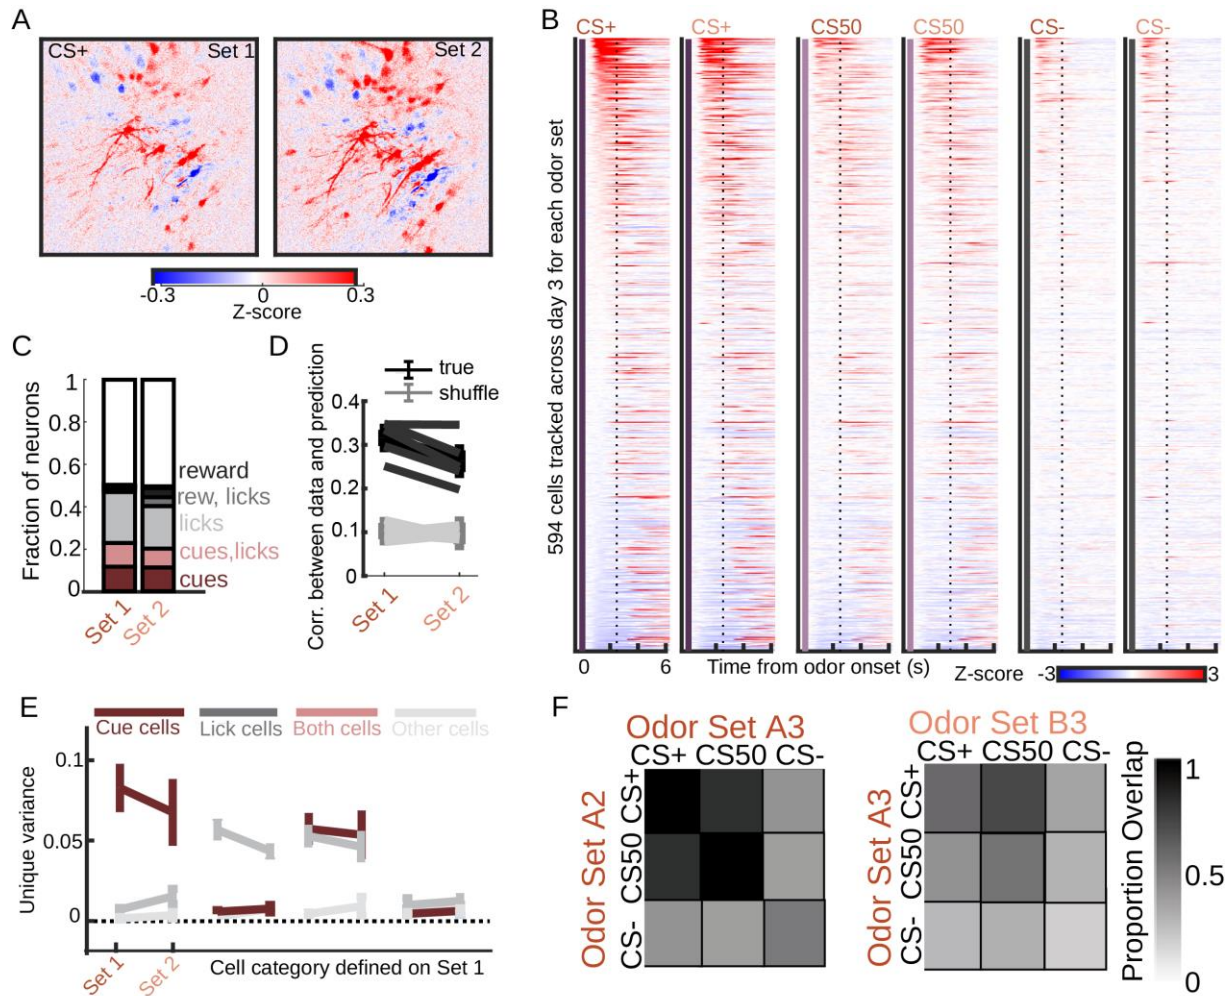 A
CS+
Set 1
Set 2
-0.3
0
0.3
Z-score
B
CS+
CS+
CS50
CS50
CS-
CS-
594 cells tracked across day 3 for each odor set
0
6
Time from odor onset (s)
Z-score
-3
3
C
Fraction of neurons
1
0.8
0.6
0.4
0.2
0
reward
rew, licks
licks
cues,licks
cues
Set 1
Set 2
D
Corr. between data and prediction
true
shuffle
0.4
0.3
0.2
0.1
0
Set 1
Set 2
E
Cue cells
Lick cells
Both cells
Other cells
Unique variance
0.1
0.05
0
Set 1
Set 2
Cell category defined on Set 1
F
Odor Set A3
CS+
CS50
CS-
Odor Set A2
CS+
CS50
CS-
Odor Set B3
CS+
CS50
CS-
Odor Set A3
CS+
CS50
CS-
Proportion Overlap
1
0.5
0